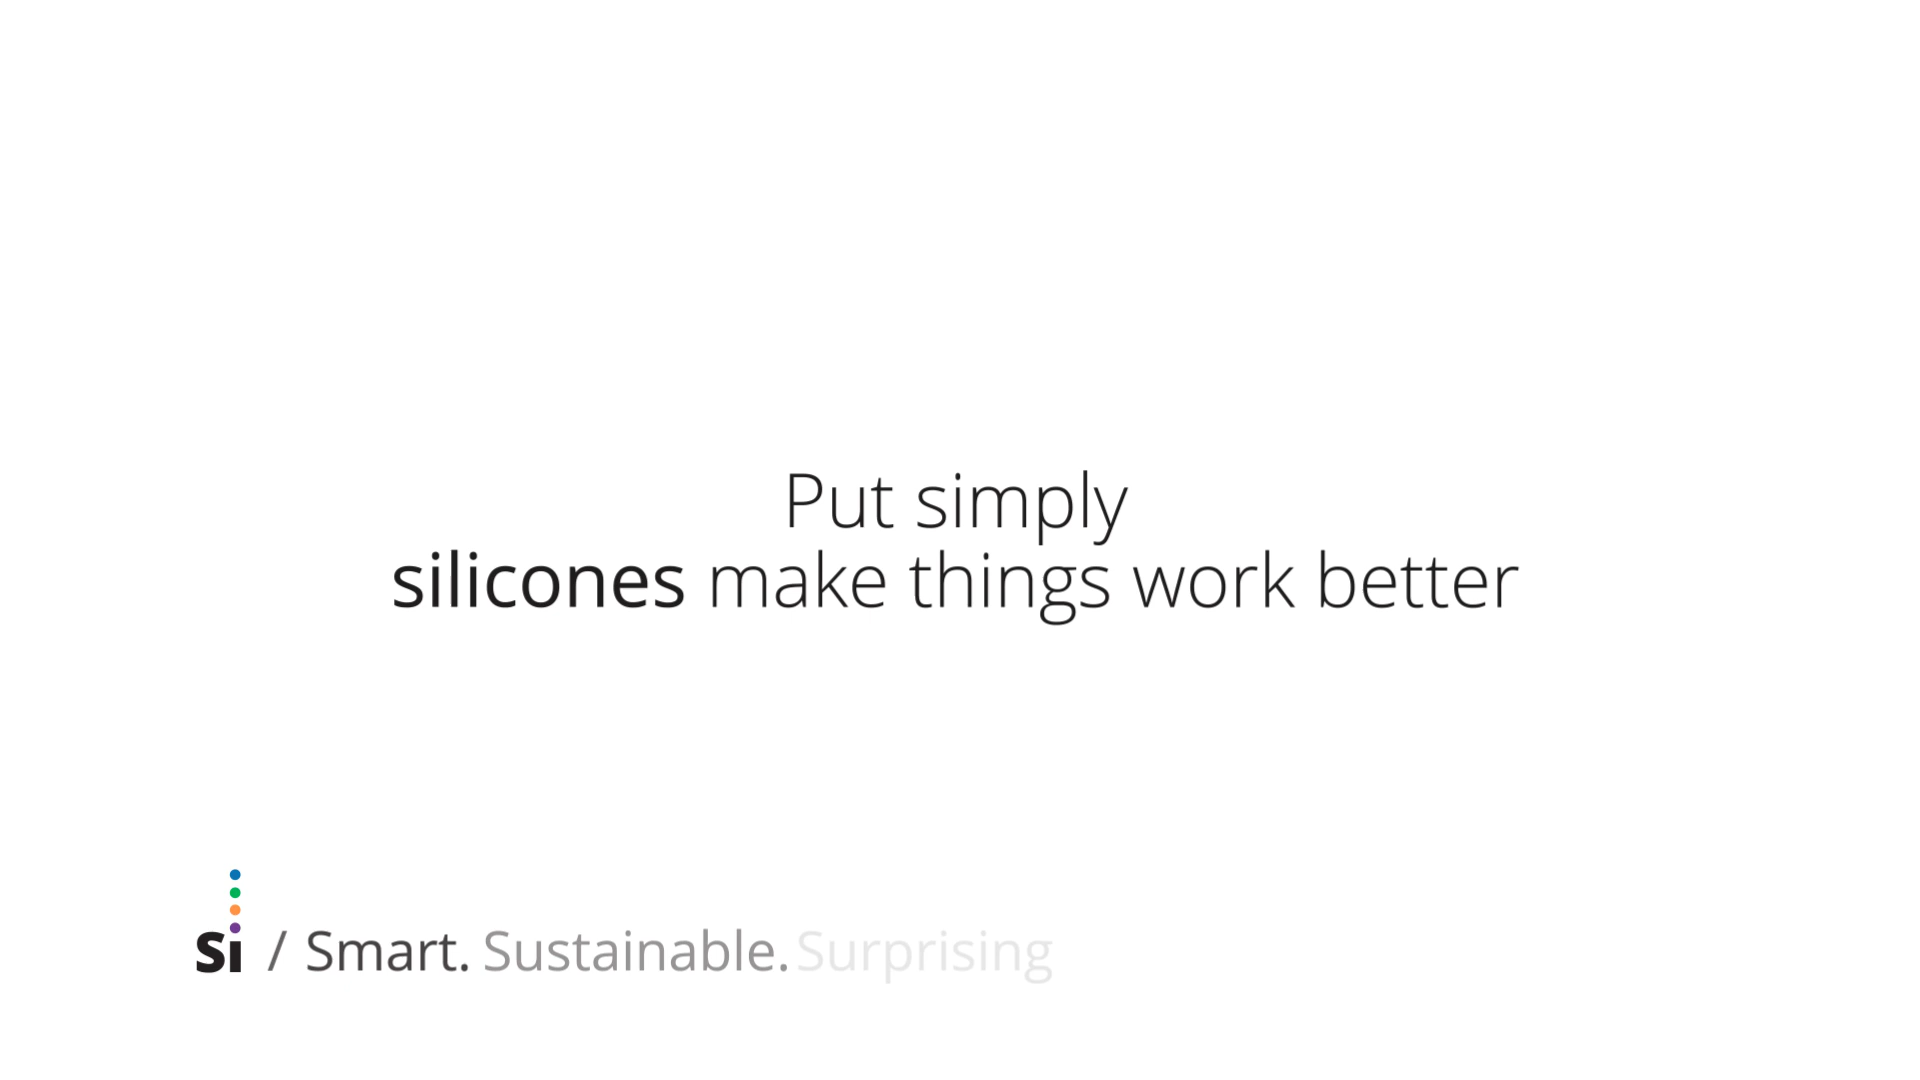 Put simply
silicones make things work better
Si / Smart. Sustainable. Surprising